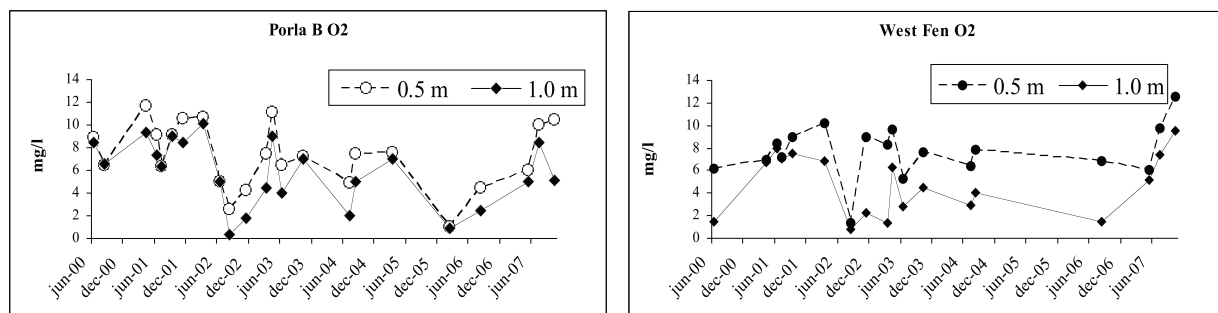 Porla B O2
14
12
10
8
6
4
2
0
mg/l
0.5 m
1.0 m
jun-00
dec-00
jun-01
dec-01
jun-02
dec-02
jun-03
dec-03
jun-04
dec-04
jun-05
dec-05
jun-06
dec-06
jun-07
West Fen O2
14
12
10
8
6
4
2
0
mg/l
0.5 m
1.0 m
jun-00
dec-00
jun-01
dec-01
jun-02
dec-02
jun-03
dec-03
jun-04
dec-04
jun-05
dec-05
jun-06
dec-06
jun-07